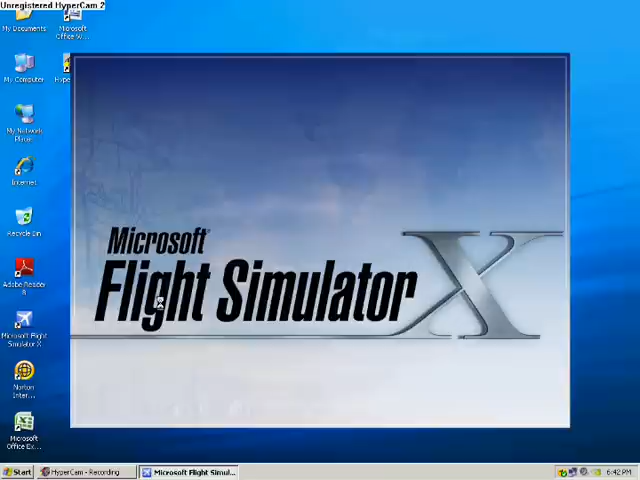 Unregistered HyperCam 2
My Documents
Microsoft
Office W...
My Computer
Hype
My Network
Places
Internet
Recycle Bin
Adobe Reader
8
Microsoft Flight
Simulator X
Norton
Inter...
Microsoft
Office Ex...
Microsoft
Flight Simulator X
Start
HyperCam - Recording
Microsoft Flight Simul...
6:42 PM